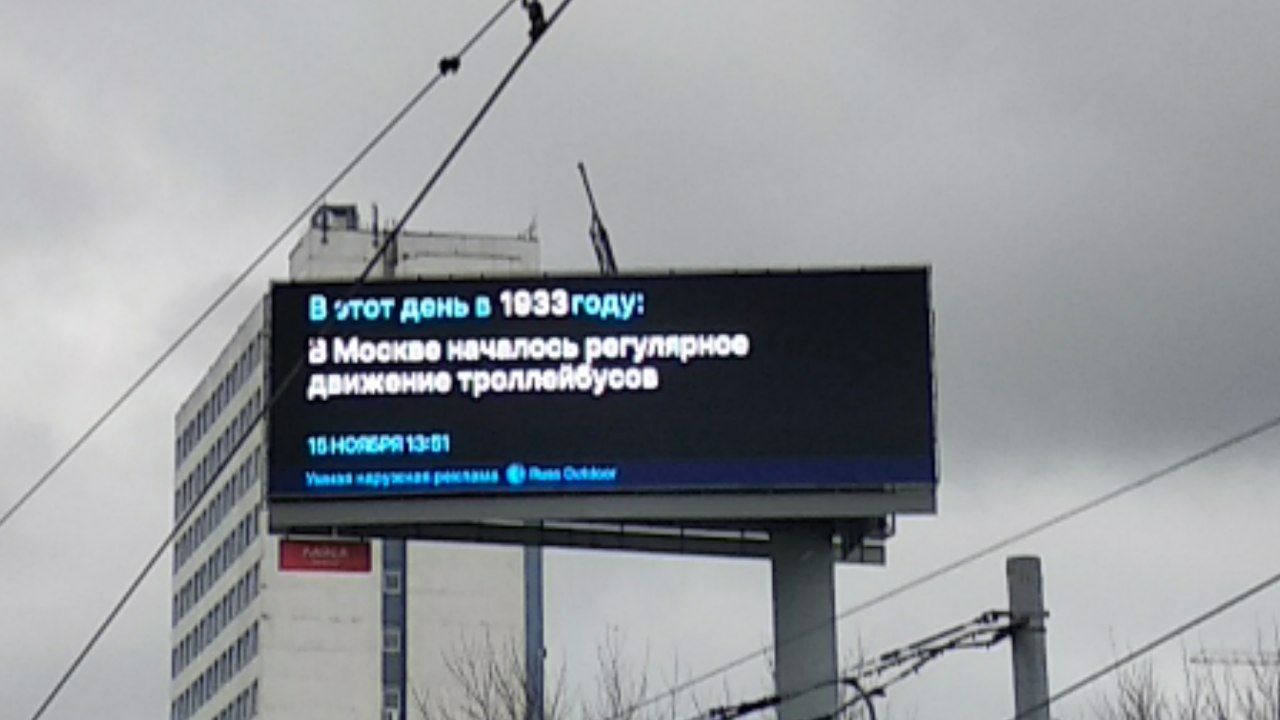 В этот день в 1933 году:
В Москве началось регулярное
движение троллейбусов
15 НОЯБРЯ 13:51
Умная наружная реклама Russ Outdoor